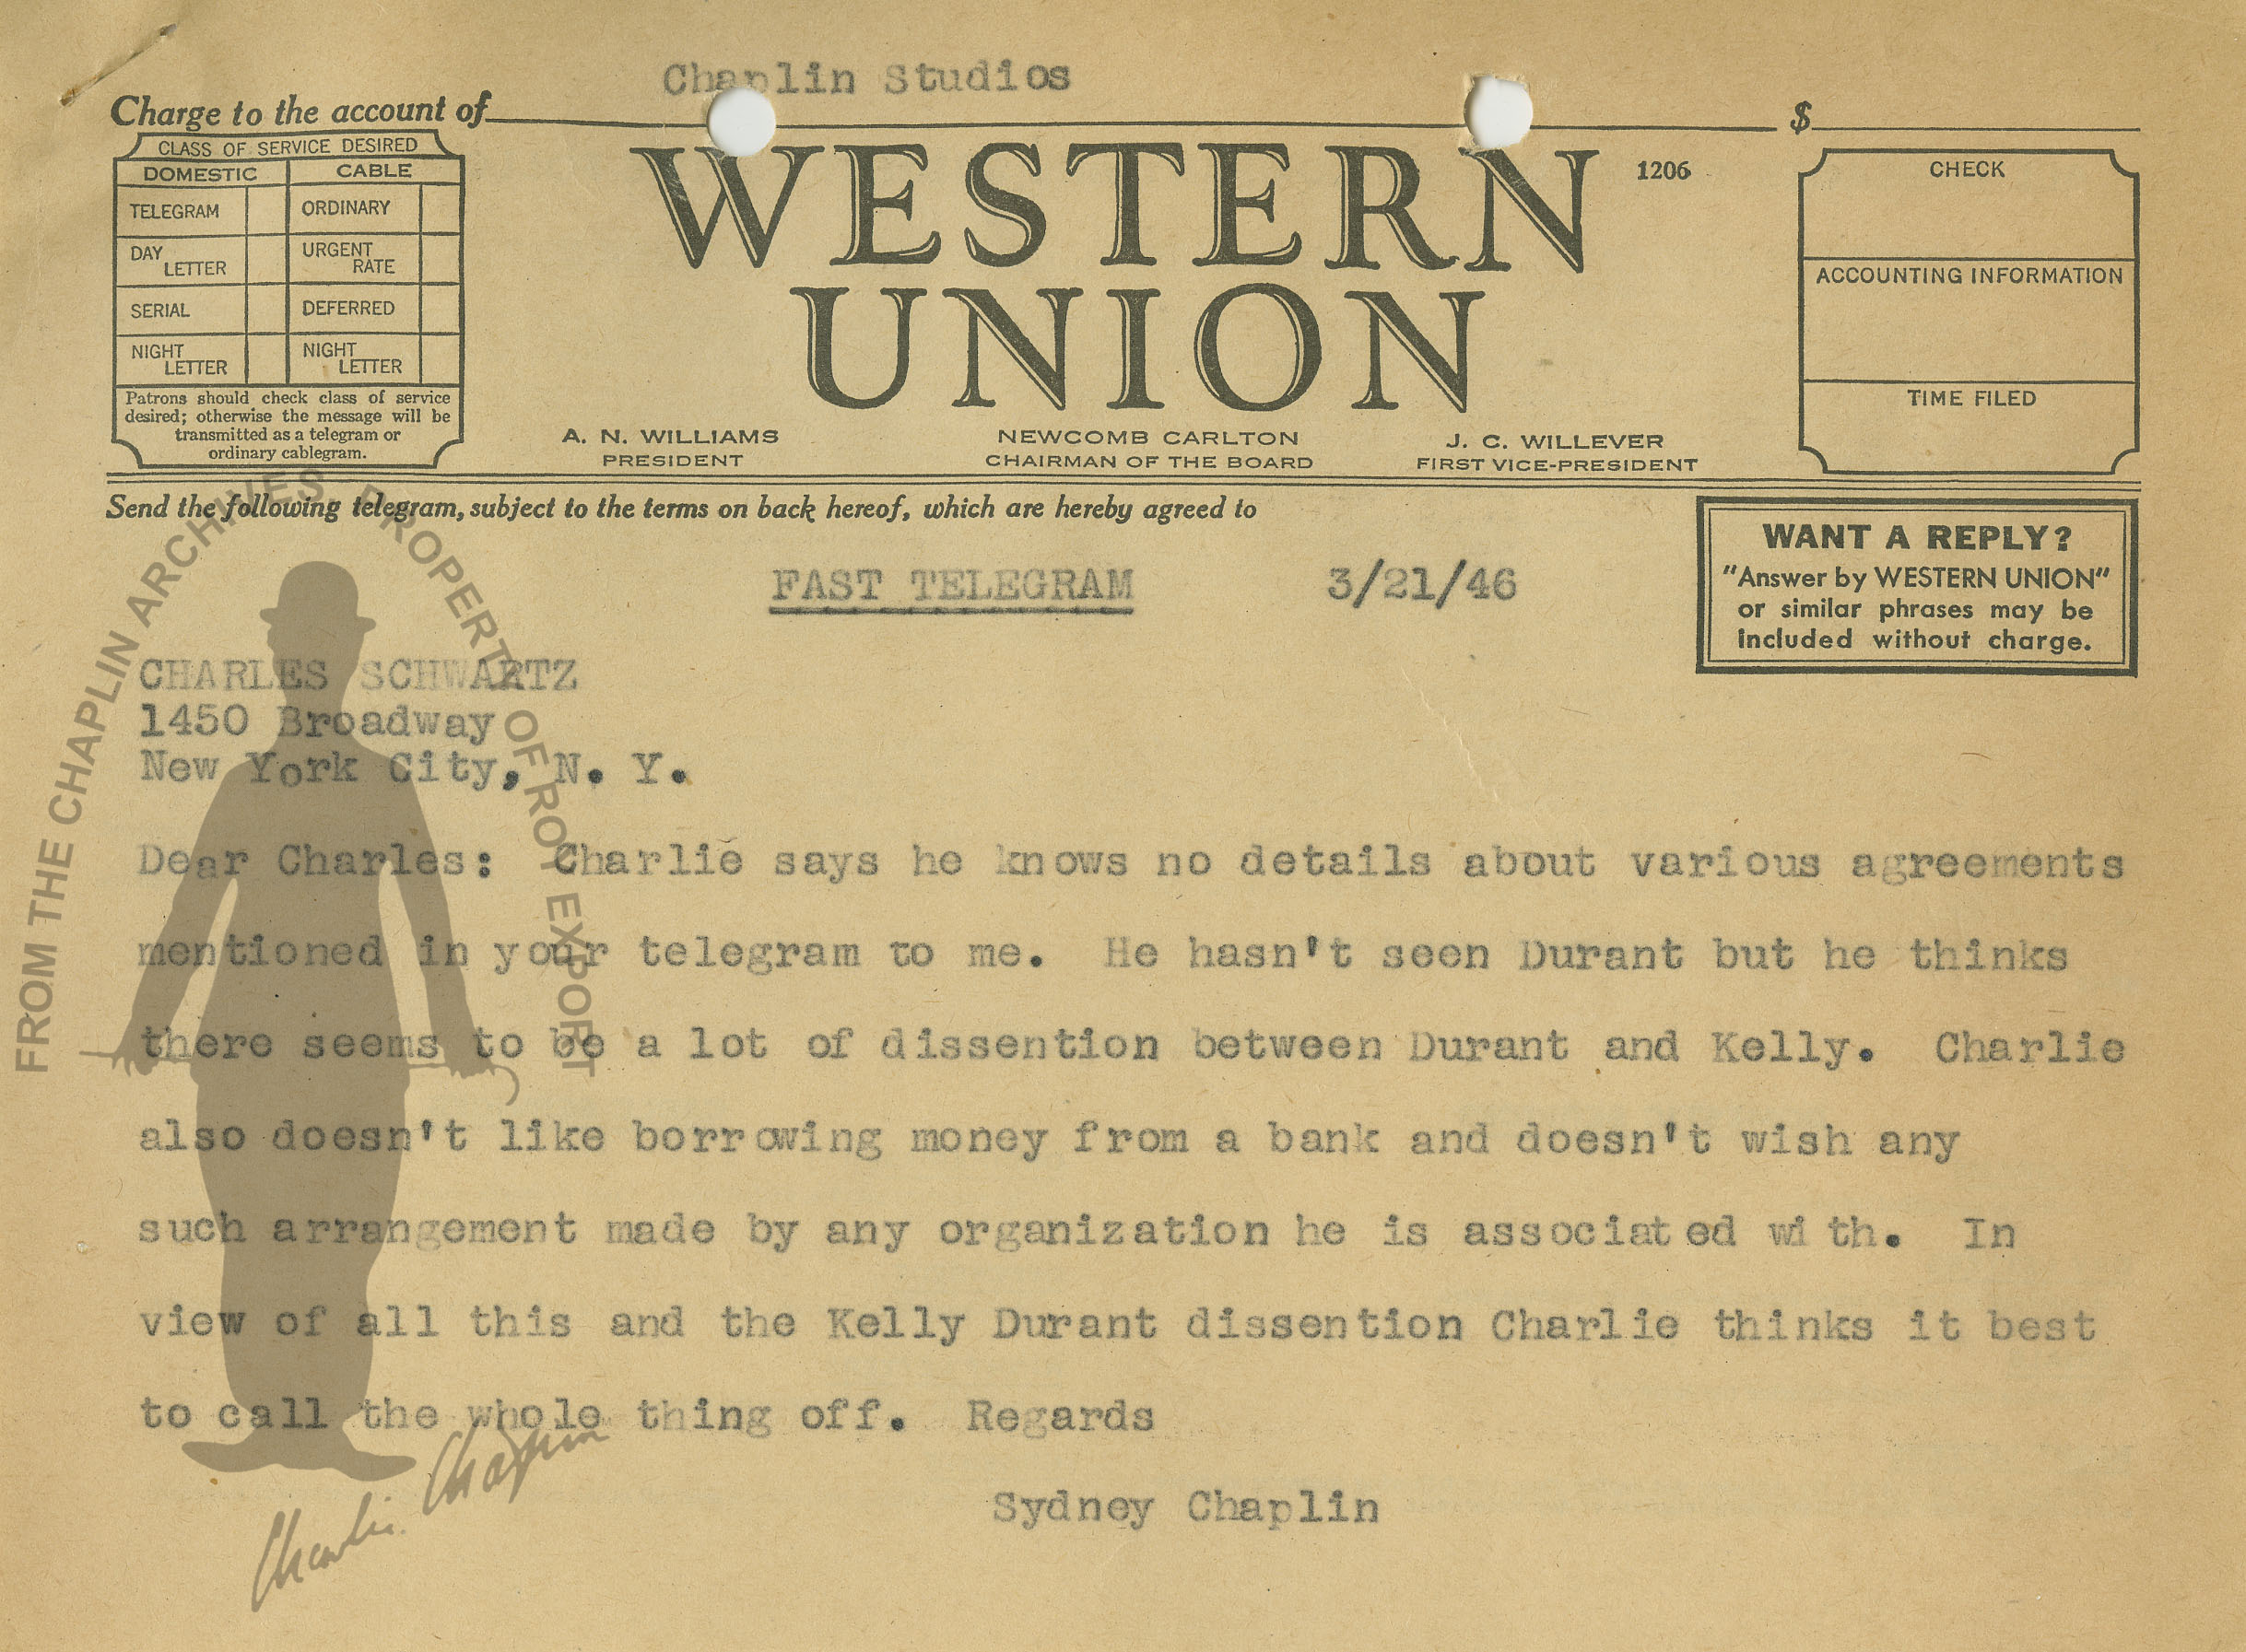 Chaplin Studios
Charge to the account of
$
CLASS OF SERVICE DESIRED
DOMESTIC
CABLE
TELEGRAM
ORDINARY
DAY LETTER
URGENT RATE
SERIAL
DEFERRED
NIGHT LETTER
NIGHT LETTER
Patrons should check class of service
desired; otherwise the message will be
transmitted as a telegram or
ordinary cablegram.
WESTERN
UNION
1206
A. N. WILLIAMS
PRESIDENT
NEWCOMB CARLTON
CHAIRMAN OF THE BOARD
J. C. WILLEVER
FIRST VICE-PRESIDENT
CHECK
ACCOUNTING INFORMATION
TIME FILED
Send the following telegram, subject to the terms on back hereof, which are hereby agreed to
WANT A REPLY?
"Answer by WESTERN UNION"
or similar phrases may be
included without charge.
FAST TELEGRAM 3/21/46
CHARLES SCHWARTZ
1450 Broadway
New York City, N. Y.
Dear Charles: Charlie says he knows no details about various agreements
mentioned in your telegram to me. He hasn't seen Durant but he thinks
there seems to be a lot of dissention between Durant and Kelly. Charlie
also doesn't like borrowing money from a bank and doesn't wish any
such arrangement made by any organization he is associated with. In
view of all this and the Kelly Durant dissention Charlie thinks it best
to call the whole thing off. Regards
Sydney Chaplin
FROM THE CHAPLIN ARCHIVES, PROPERTY OF ROY EXPORT
Charlie Chaplin